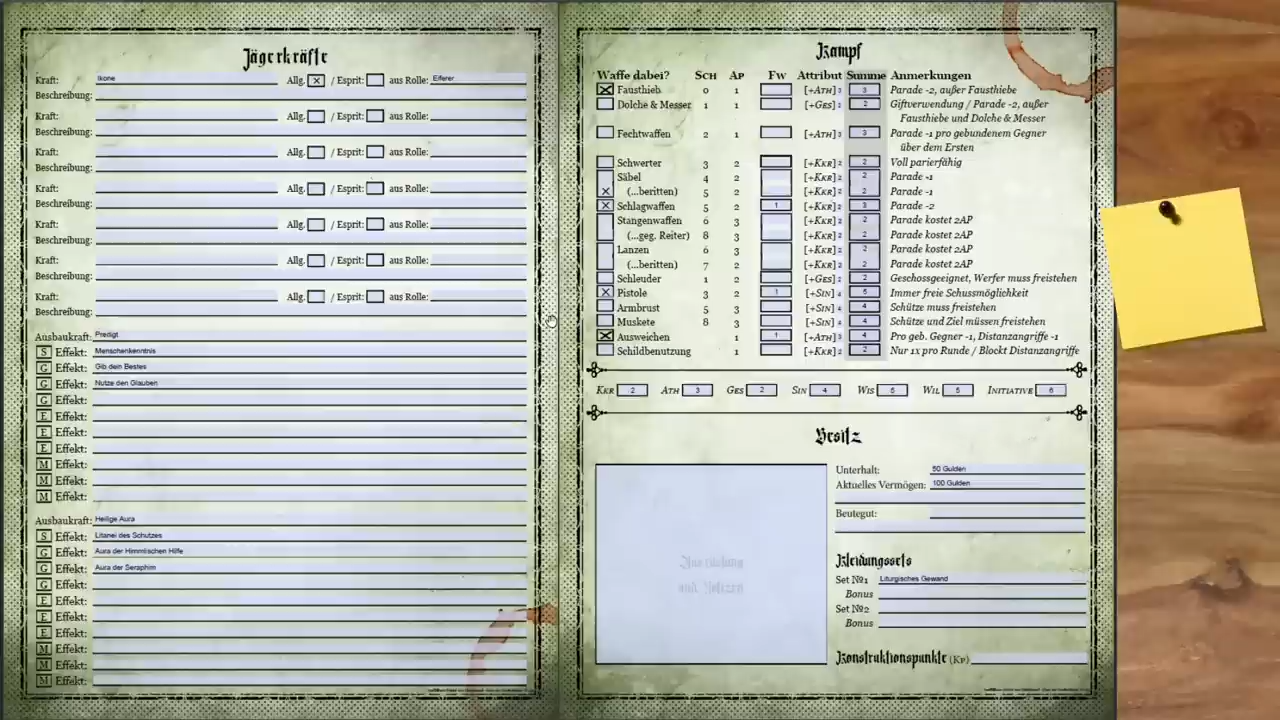 Jägerkräfte
Kraft: Ikone Allg. X / Esprit: aus Rolle: Eiferer
Beschreibung:
Kraft: Allg. / Esprit: aus Rolle:
Beschreibung:
Kraft: Allg. / Esprit: aus Rolle:
Beschreibung:
Kraft: Allg. / Esprit: aus Rolle:
Beschreibung:
Kraft: Allg. / Esprit: aus Rolle:
Beschreibung:
Kraft: Allg. / Esprit: aus Rolle:
Beschreibung:
Kraft: Allg. / Esprit: aus Rolle:
Beschreibung:
Ausbaukraft: Predigt
S Effekt: Menschenkenntnis
G Effekt: Gib dein Bestes
G Effekt: Nutze den Glauben
G Effekt:
E Effekt:
E Effekt:
E Effekt:
M Effekt:
M Effekt:
M Effekt:
Ausbaukraft: Heilige Aura
S Effekt: Litanei des Schutzes
G Effekt: Aura der Himmlischen Hilfe
G Effekt: Aura der Seraphim
G Effekt:
E Effekt:
E Effekt:
E Effekt:
M Effekt:
M Effekt:
M Effekt:
Kampf
Waffe dabei? Sch Ap Fw Attribut Summe Anmerkungen
X Fausthieb 0 1 [+Ath] 3 3 Parade -2, außer Fausthiebe
Dolche & Messer 1 1 [+Ges] 2 2 Giftverwendung / Parade -2, außer
Fausthiebe und Dolche & Messer
Fechtwaffen 2 1 [+Ath] 3 3 Parade -1 pro gebundenem Gegner
über dem Ersten
Schwerter 3 2 [+Kkr] 2 2 Voll parierfähig
Säbel 4 2 [+Kkr] 2 2 Parade -1
X (...beritten) 5 2 [+Kkr] 2 2 Parade -1
X Schlagwaffen 5 2 1 [+Kkr] 2 3 Parade -2
Stangenwaffen 6 3 [+Kkr] 2 2 Parade kostet 2AP
(...geg. Reiter) 8 3 [+Kkr] 2 2 Parade kostet 2AP
Lanzen 6 3 [+Kkr] 2 2 Parade kostet 2AP
(...beritten) 7 2 [+Kkr] 2 2 Parade kostet 2AP
Schleuder 1 2 [+Ges] 2 2 Geschossgeeignet, Werfer muss freistehen
X Pistole 3 2 1 [+Sin] 4 5 Immer freie Schussmöglichkeit
Armbrust 5 3 [+Sin] 4 4 Schütze muss freistehen
Muskete 8 3 [+Sin] 4 4 Schütze und Ziel müssen freistehen
X Ausweichen 1 1 [+Ath] 3 4 Pro geb. Gegner -1, Distanzangriffe -1
Schildbenutzung 1 [+Kkr] 2 2 Nur 1x pro Runde / Blockt Distanzangriffe
Kkr 2 Ath 3 Ges 2 Sin 4 Wis Wil 5 Initiative 6
Besitz
Ausrüstung
und Notizen
Unterhalt: 50 Gulden
Aktuelles Vermögen: 100 Gulden
Beutegut:
Kleidungssets
Set №1 Liturgisches Gewand
Bonus
Set №2
Bonus
Konstruktionspunkte (Kp)